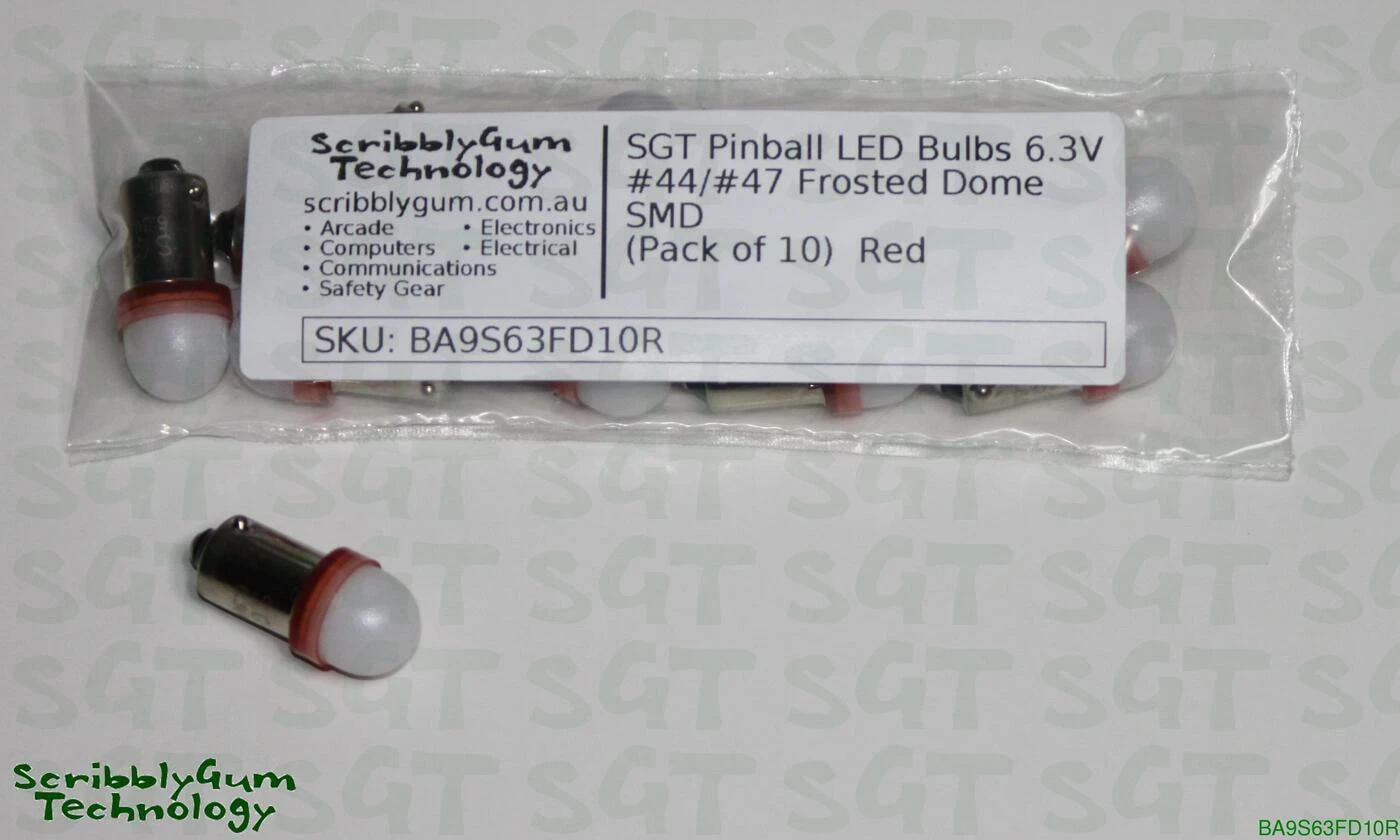 ScribblyGum
Technology
scribblygum.com.au
• Arcade
• Computers
• Communications
• Safety Gear
• Electronics
• Electrical
SGT Pinball LED Bulbs 6.3V
#44/#47 Frosted Dome
SMD
(Pack of 10) Red
SKU: BA9S63FD10R
ScribblyGum
Technology
BA9S63FD10R
SGT